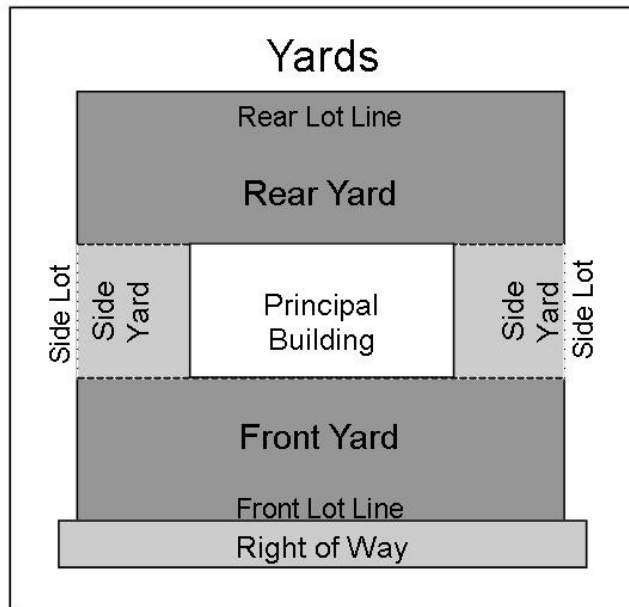 Yards
Rear Lot Line
Rear Yard
Side Lot
Side
Yard
Principal
Building
Side
Yard
Side Lot
Front Yard
Front Lot Line
Right of Way